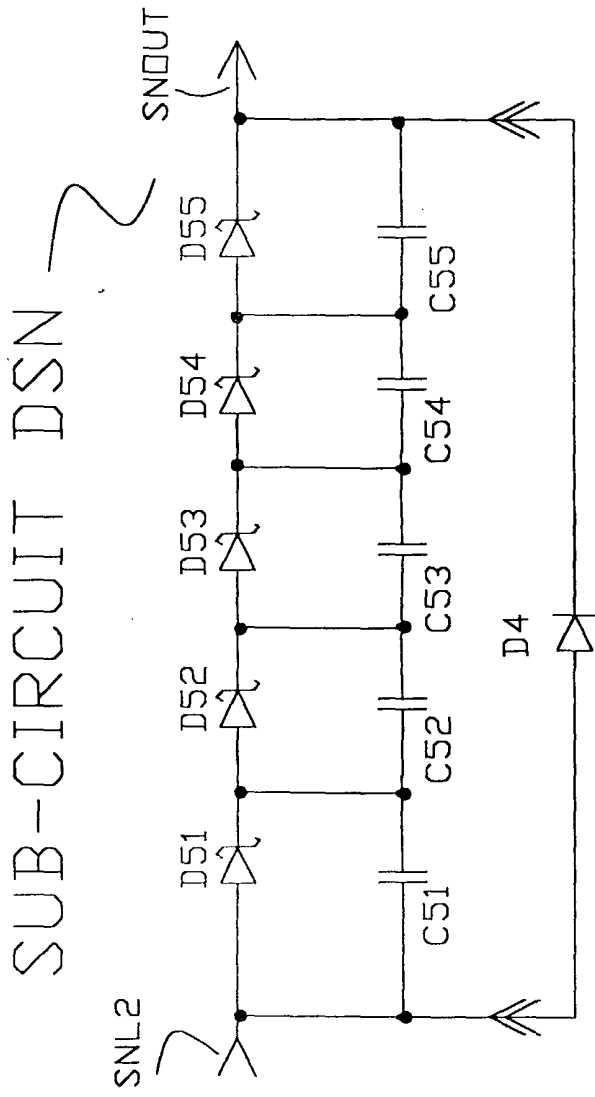 SUB-CIRCUIT DSN
SNL2
SNOUT
D51
D52
D53
D54
D55
C51
C52
C53
C54
C55
D4